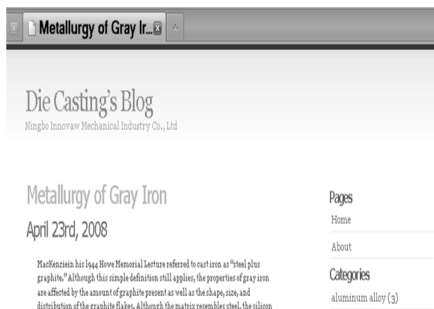 Metallurgy of Gray Ir...
Die Casting's Blog
Ningbo Innovaw Mechanical Industry Co., Ltd
Metallurgy of Gray Iron
April 23rd, 2008
MacKenziein his 1944 Howe Memorial Lecture referred to cast iron as "steel plus
graphite." Although this simple definition still applies, the properties of gray iron
are affected by the amount of graphite present as well as the shape, size, and
distribution of the graphite flakes. Although the matrix resembles steel, the silicon
Pages
Home
About
Categories
aluminum alloy (3)